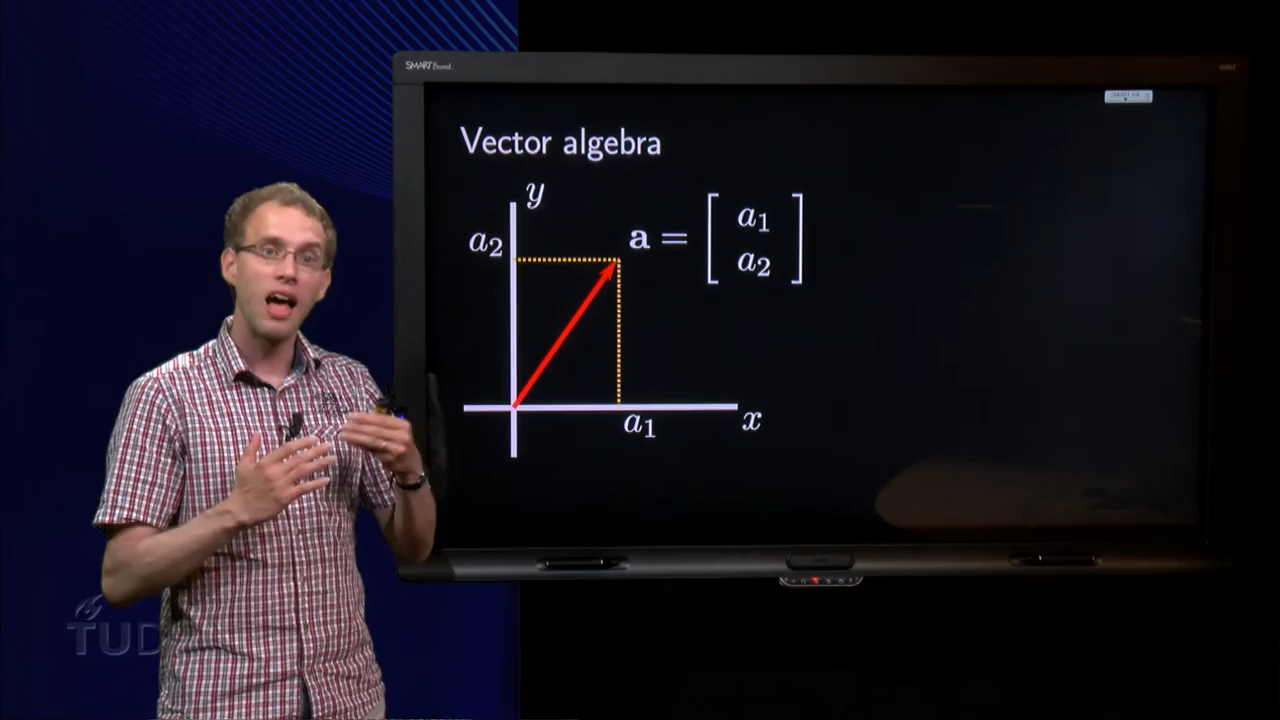 SMART Board
Vector algebra
y
a₂
a = [ a₁
a₂ ]
a₁
x
TUD